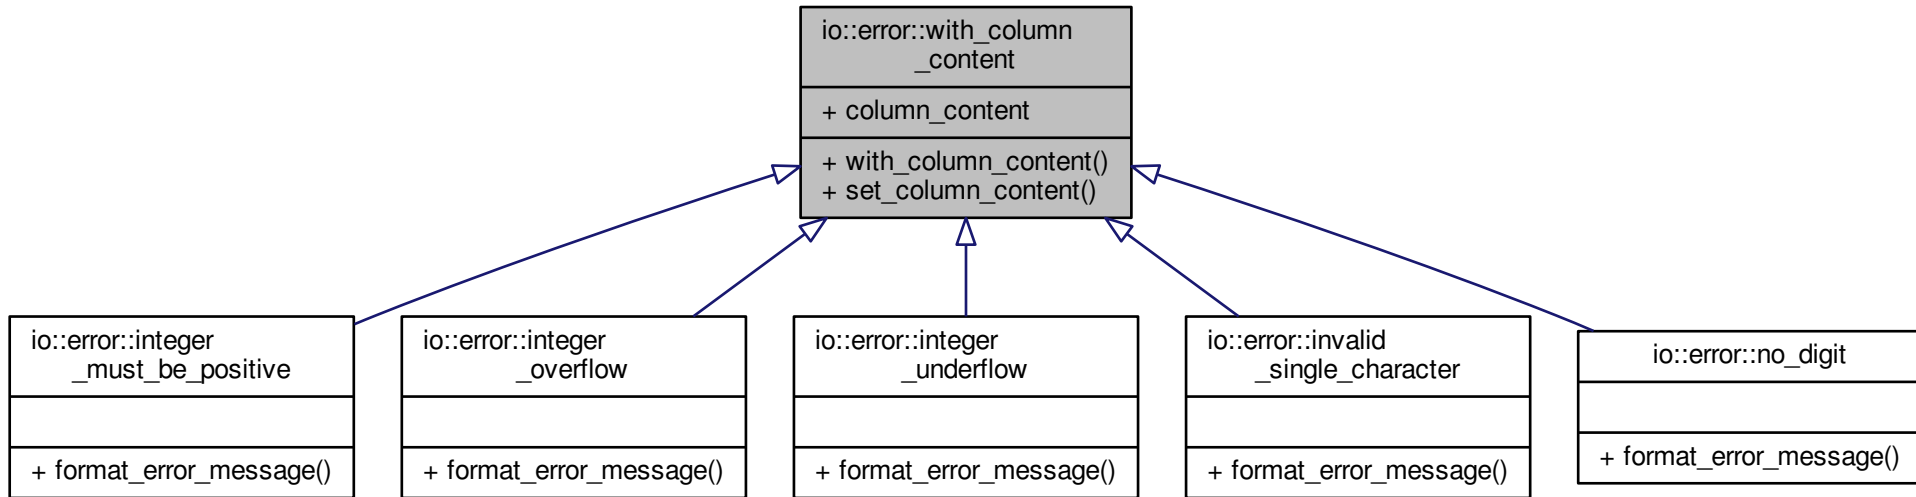 io::error::with_column
_content
+ column_content
+ with_column_content()
+ set_column_content()
io::error::integer
_must_be_positive
+ format_error_message()
io::error::integer
_overflow
+ format_error_message()
io::error::integer
_underflow
+ format_error_message()
io::error::invalid
_single_character
+ format_error_message()
io::error::no_digit
+ format_error_message()